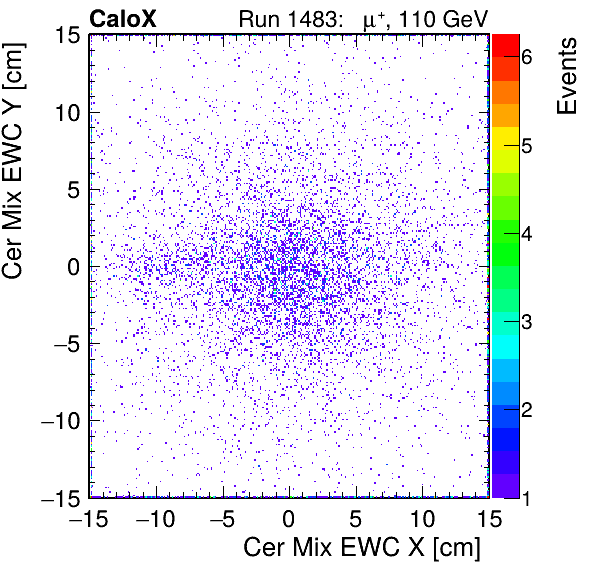 CaloX Run 1483: μ⁺, 110 GeV
Cer Mix EWC Y [cm]
15
10
5
0
−5
−10
−15
−15 −10 −5 0 5 10 15
Cer Mix EWC X [cm]
Events
6
5
4
3
2
1